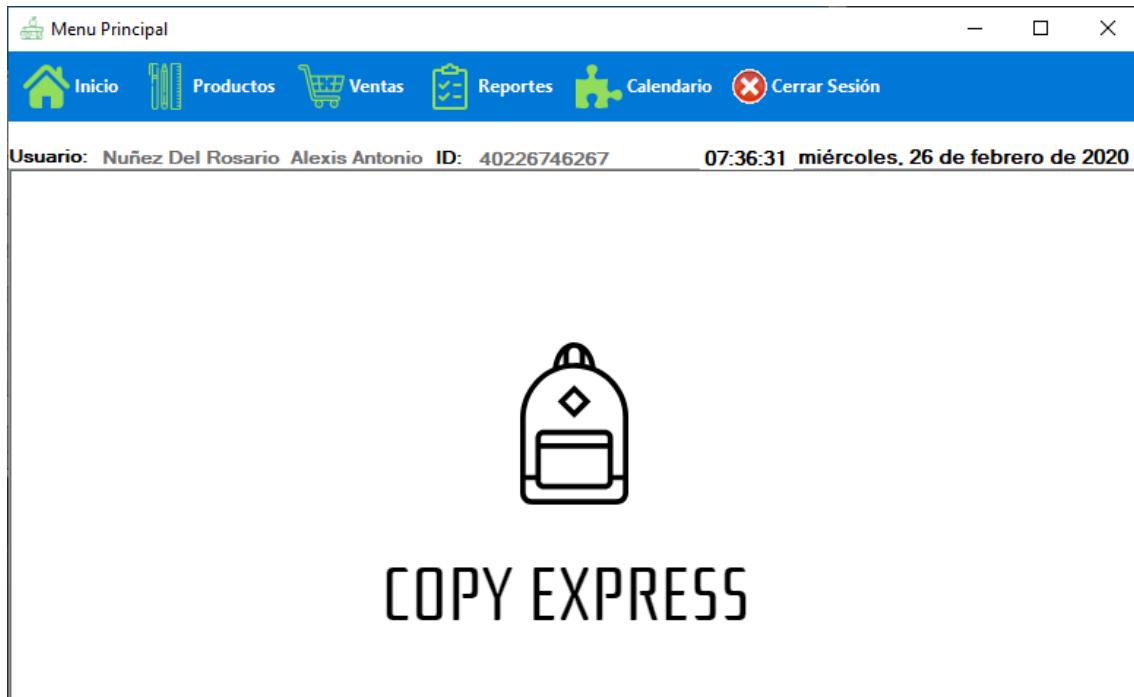 Menu Principal
Inicio Productos Ventas Reportes Calendario Cerrar Sesión
Usuario: Nuñez Del Rosario Alexis Antonio ID: 40226746267 07:36:31 miércoles, 26 de febrero de 2020
COPY EXPRESS